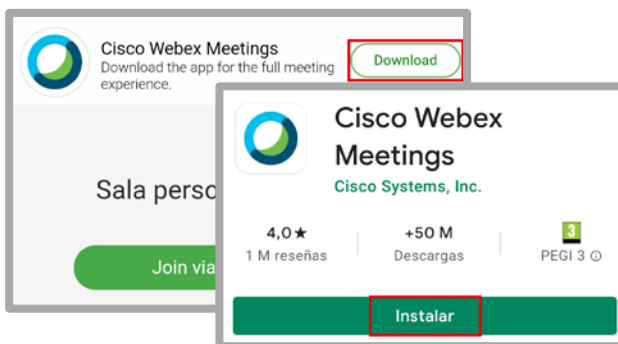 Cisco Webex Meetings
Download the app for the full meeting
experience.
Download
Sala perso
Join via
Cisco Webex
Meetings
Cisco Systems, Inc.
4,0★
1 M reseñas
+50 M
Descargas
3
PEGI 3 ⓘ
Instalar